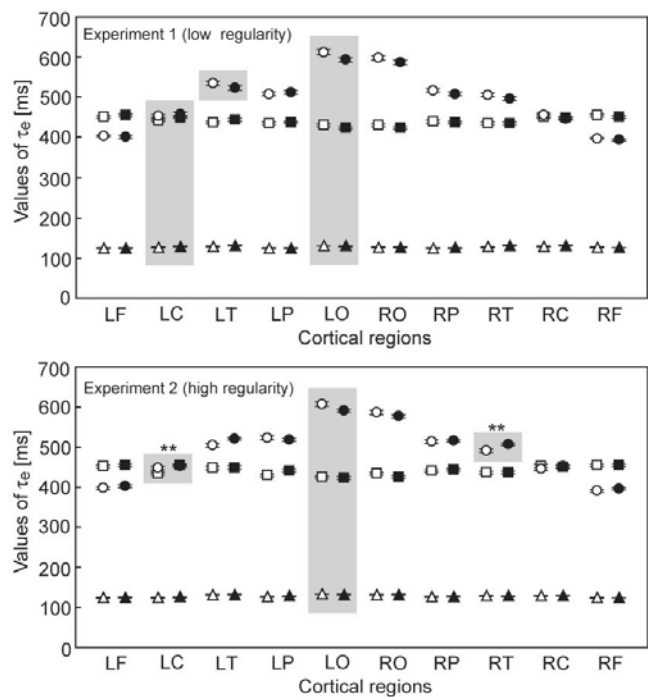 700
Experiment 1 (low regularity)
600
500
400
300
200
100
0
Values of τe [ms]
LF LC LT LP LO RO RP RT RC RF
Cortical regions
700
Experiment 2 (high regularity)
600
500
400
300
200
100
0
Values of τe [ms]
** **
LF LC LT LP LO RO RP RT RC RF
Cortical regions